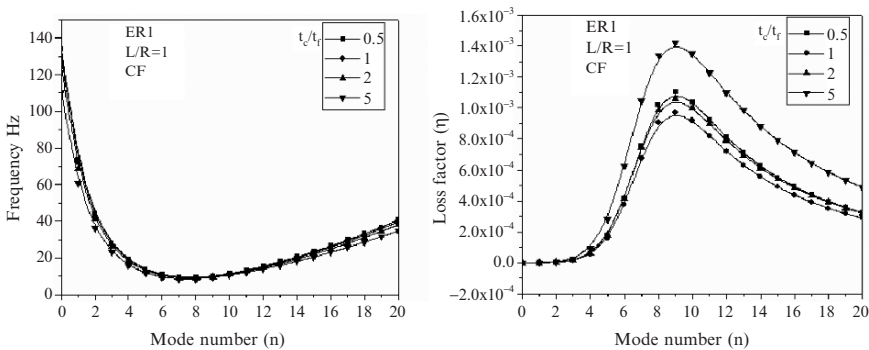 ER1
L/R=1
CF
t_c/t_f
0.5
1
2
5
140
120
100
80
60
40
20
0
0 2 4 6 8 10 12 14 16 18 20
Frequency Hz
Mode number (n)
ER1
L/R=1
CF
t_c/t_f
0.5
1
2
5
1.6x10⁻³
1.4x10⁻³
1.2x10⁻³
1.0x10⁻³
8.0x10⁻⁴
6.0x10⁻⁴
4.0x10⁻⁴
2.0x10⁻⁴
0.0
−2.0x10⁻⁴
0 2 4 6 8 10 12 14 16 18 20
Loss factor (η)
Mode number (n)